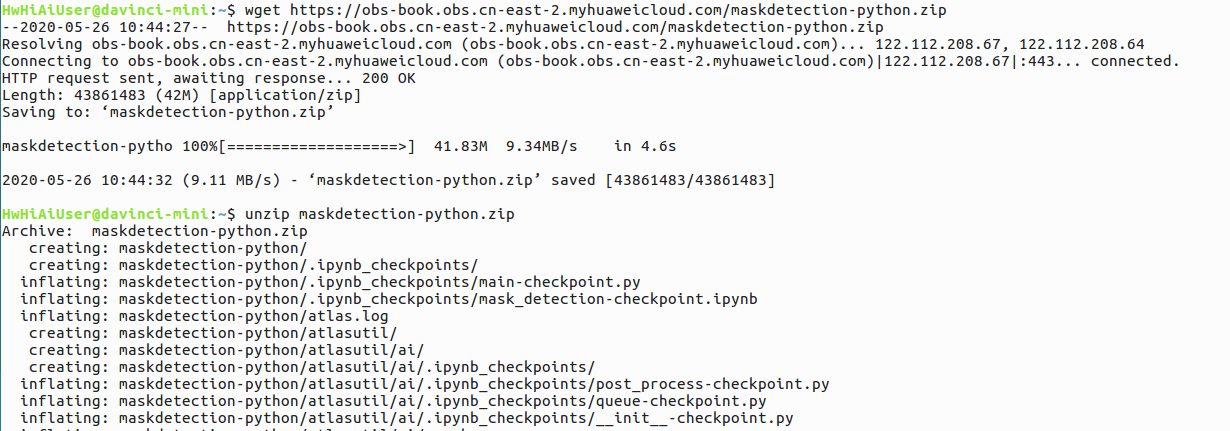 HwHiAiUser@davinci-mini:~$ wget https://obs-book.obs.cn-east-2.myhuaweicloud.com/maskdetection-python.zip
--2020-05-26 10:44:27--  https://obs-book.obs.cn-east-2.myhuaweicloud.com/maskdetection-python.zip
Resolving obs-book.obs.cn-east-2.myhuaweicloud.com (obs-book.obs.cn-east-2.myhuaweicloud.com)... 122.112.208.67, 122.112.208.64
Connecting to obs-book.obs.cn-east-2.myhuaweicloud.com (obs-book.obs.cn-east-2.myhuaweicloud.com)|122.112.208.67|:443... connected.
HTTP request sent, awaiting response... 200 OK
Length: 43861483 (42M) [application/zip]
Saving to: ‘maskdetection-python.zip’
maskdetection-pytho 100%[===================>]  41.83M  9.34MB/s    in 4.6s
2020-05-26 10:44:32 (9.11 MB/s) - ‘maskdetection-python.zip’ saved [43861483/43861483]
HwHiAiUser@davinci-mini:~$ unzip maskdetection-python.zip
Archive:  maskdetection-python.zip
   creating: maskdetection-python/
   creating: maskdetection-python/.ipynb_checkpoints/
  inflating: maskdetection-python/.ipynb_checkpoints/main-checkpoint.py
  inflating: maskdetection-python/.ipynb_checkpoints/mask_detection-checkpoint.ipynb
  inflating: maskdetection-python/atlas.log
   creating: maskdetection-python/atlasutil/
   creating: maskdetection-python/atlasutil/ai/
   creating: maskdetection-python/atlasutil/ai/.ipynb_checkpoints/
  inflating: maskdetection-python/atlasutil/ai/.ipynb_checkpoints/post_process-checkpoint.py
  inflating: maskdetection-python/atlasutil/ai/.ipynb_checkpoints/queue-checkpoint.py
  inflating: maskdetection-python/atlasutil/ai/.ipynb_checkpoints/__init__-checkpoint.py